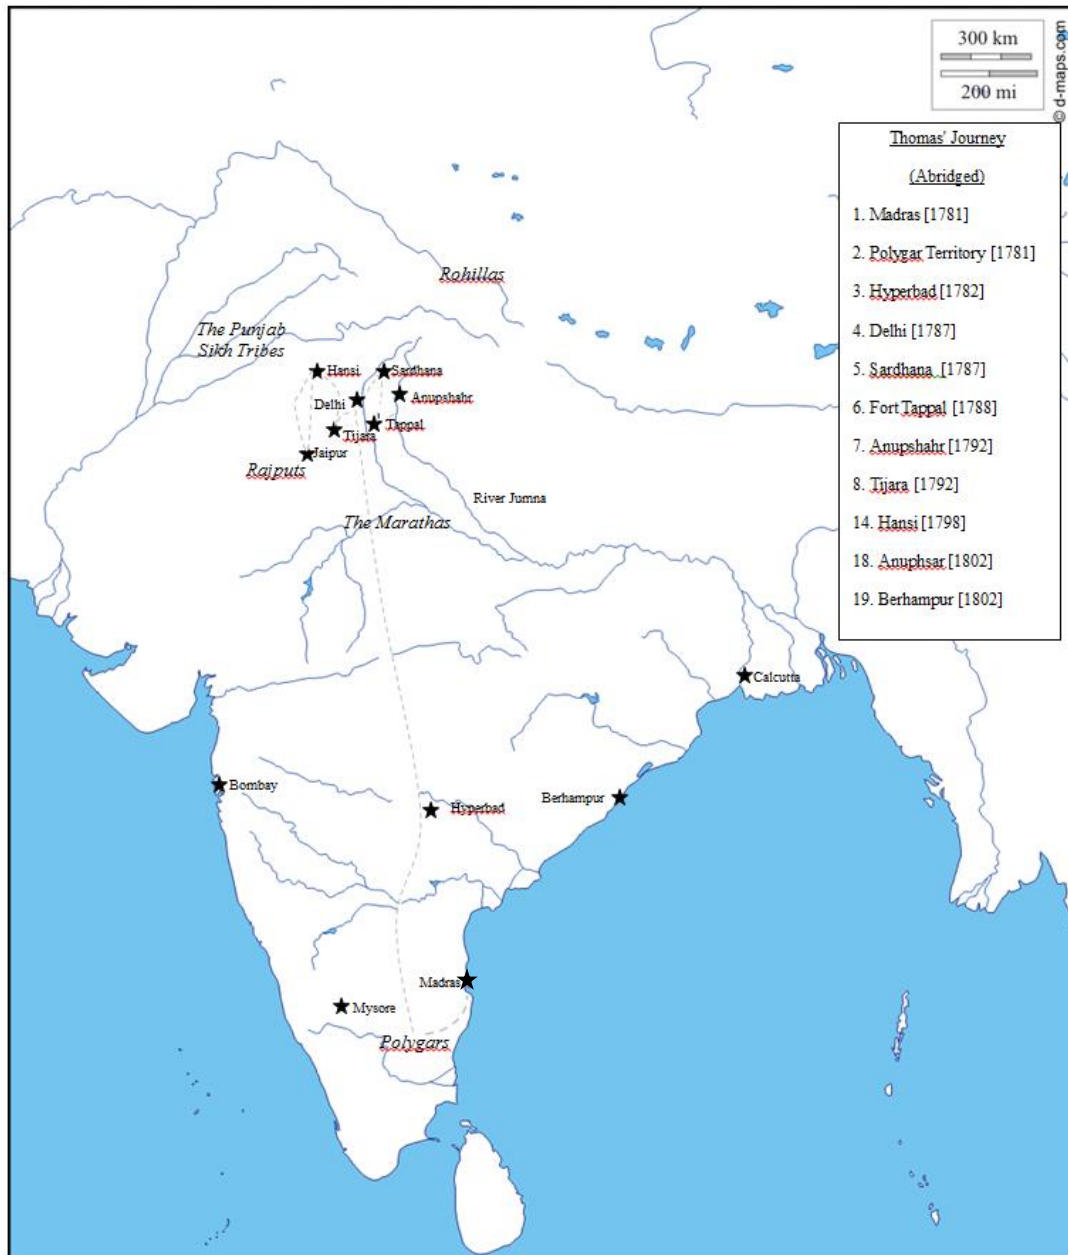 300 km
200 mi
© d-maps.com
Thomas' Journey
(Abridged)
1. Madras [1781]
2. Polygar Territory [1781]
3. Hyperbad [1782]
4. Delhi [1787]
5. Sardhana [1787]
6. Fort Tappal [1788]
7. Anupshahr [1792]
8. Tijara [1792]
14. Hansi [1798]
18. Anuphsar [1802]
19. Berhampur [1802]
Rohillas
The Punjab
Sikh Tribes
Hansi
Sardhana
Delhi
Anupshahr
Tappal
Tijara
Jaipur
Rajputs
River Jumna
The Marathas
Calcutta
Bombay
Berhampur
Hyperbad
Madras
Mysore
Polygars